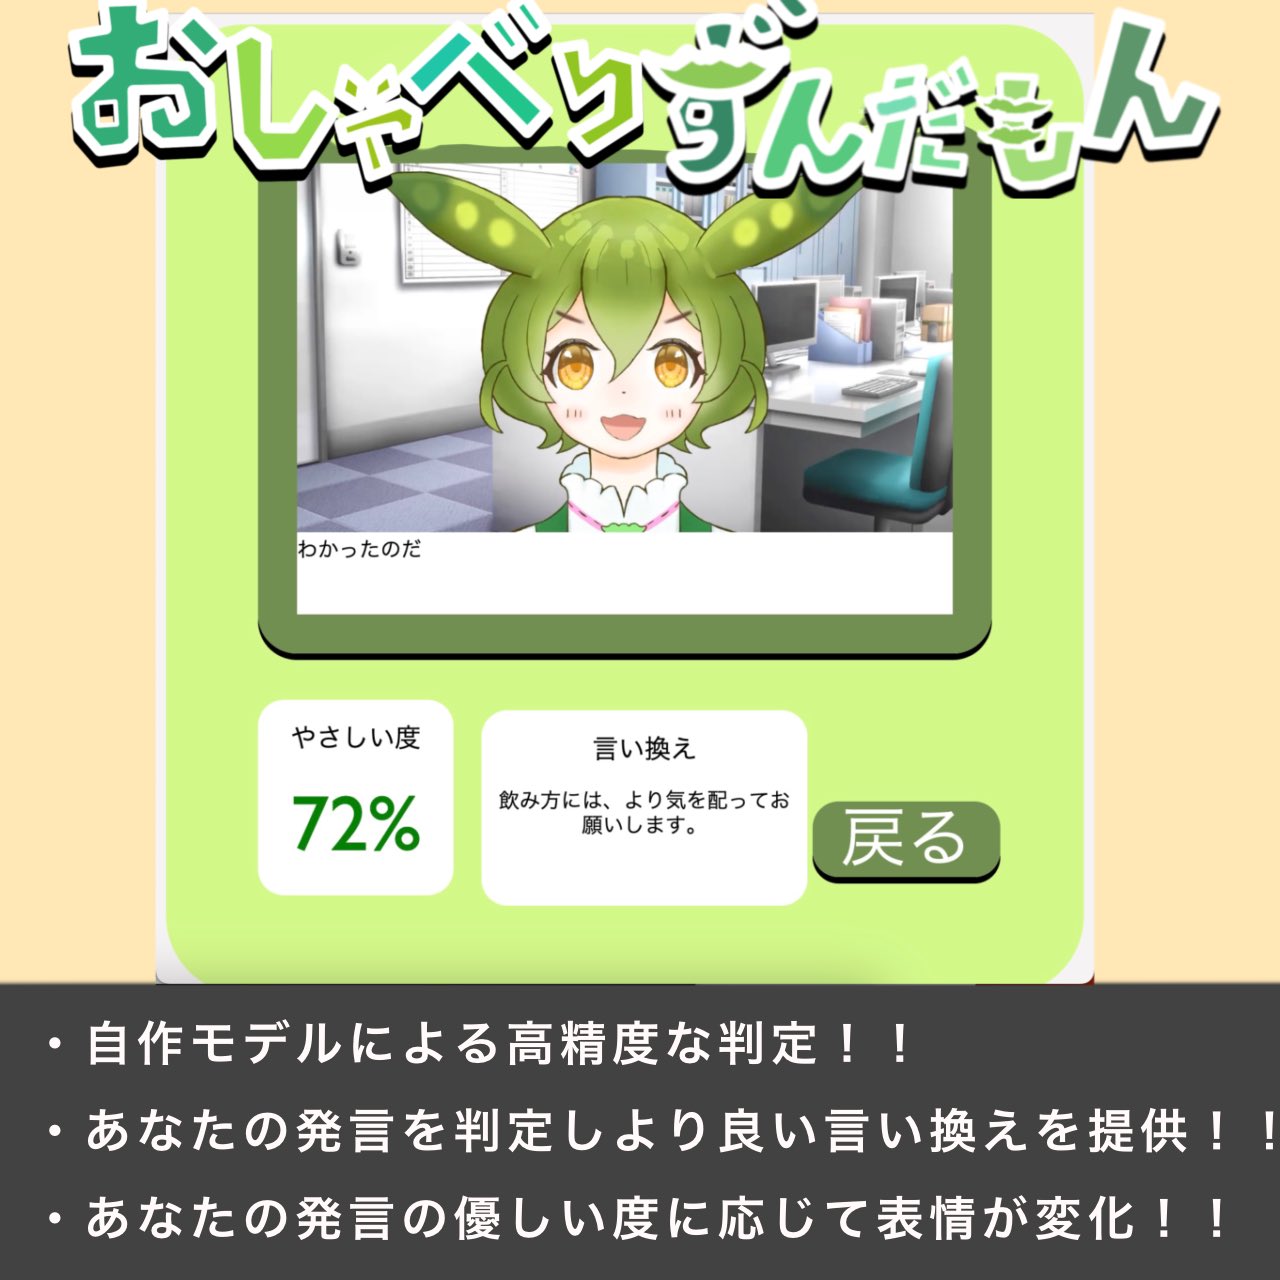 おしゃべりずんだもん
わかったのだ
やさしい度
72%
言い換え
飲み方には、より気を配ってお
願いします。
戻る
・自作モデルによる高精度な判定！！
・あなたの発言を判定しより良い言い換えを提供！！
・あなたの発言の優しい度に応じて表情が変化！！